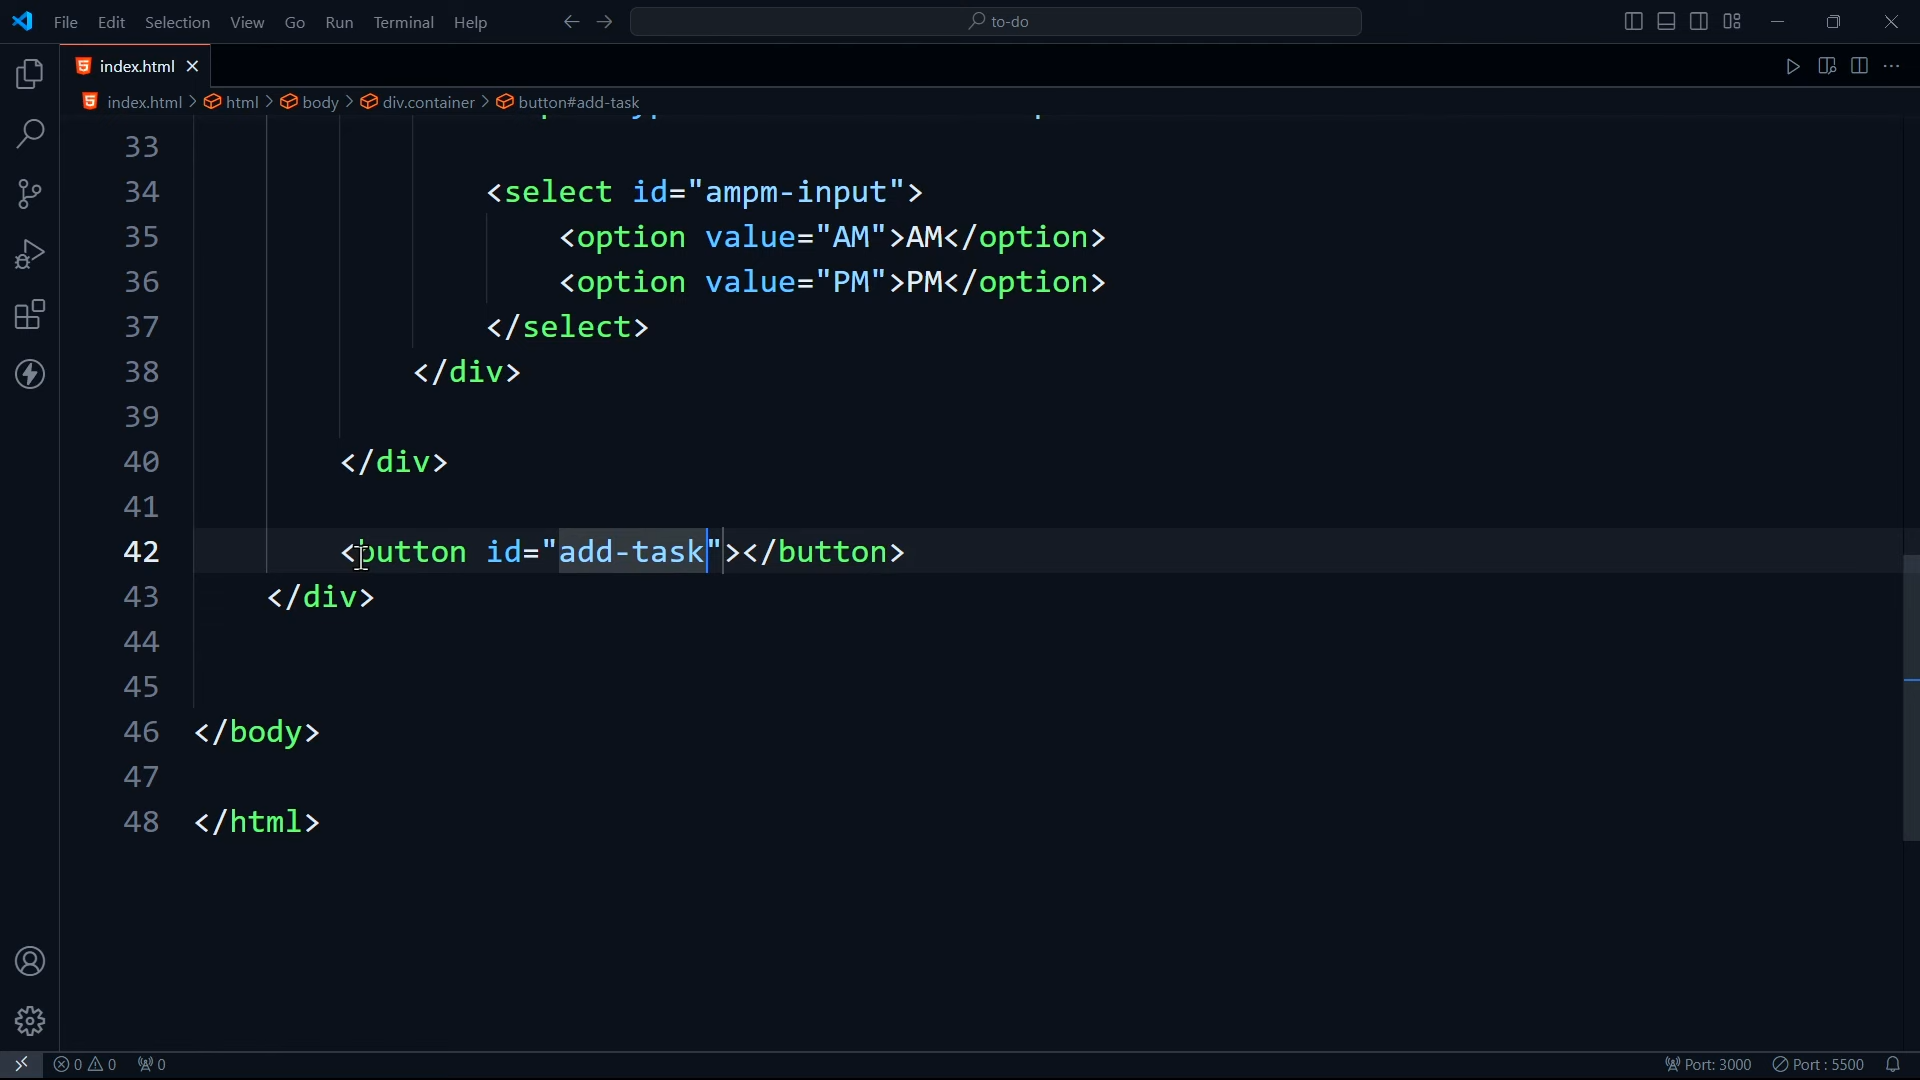 File Edit Selection View Go Run Terminal Help
to-do
index.html
index.html > html > body > div.container > button#add-task
33
34 <select id="ampm-input">
35 <option value="AM">AM</option>
36 <option value="PM">PM</option>
37 </select>
38 </div>
39
40 </div>
41
42 <button id="add-task"></button>
43 </div>
44
45
46 </body>
47
48 </html>
0 0 0 Port: 3000 Port : 5500